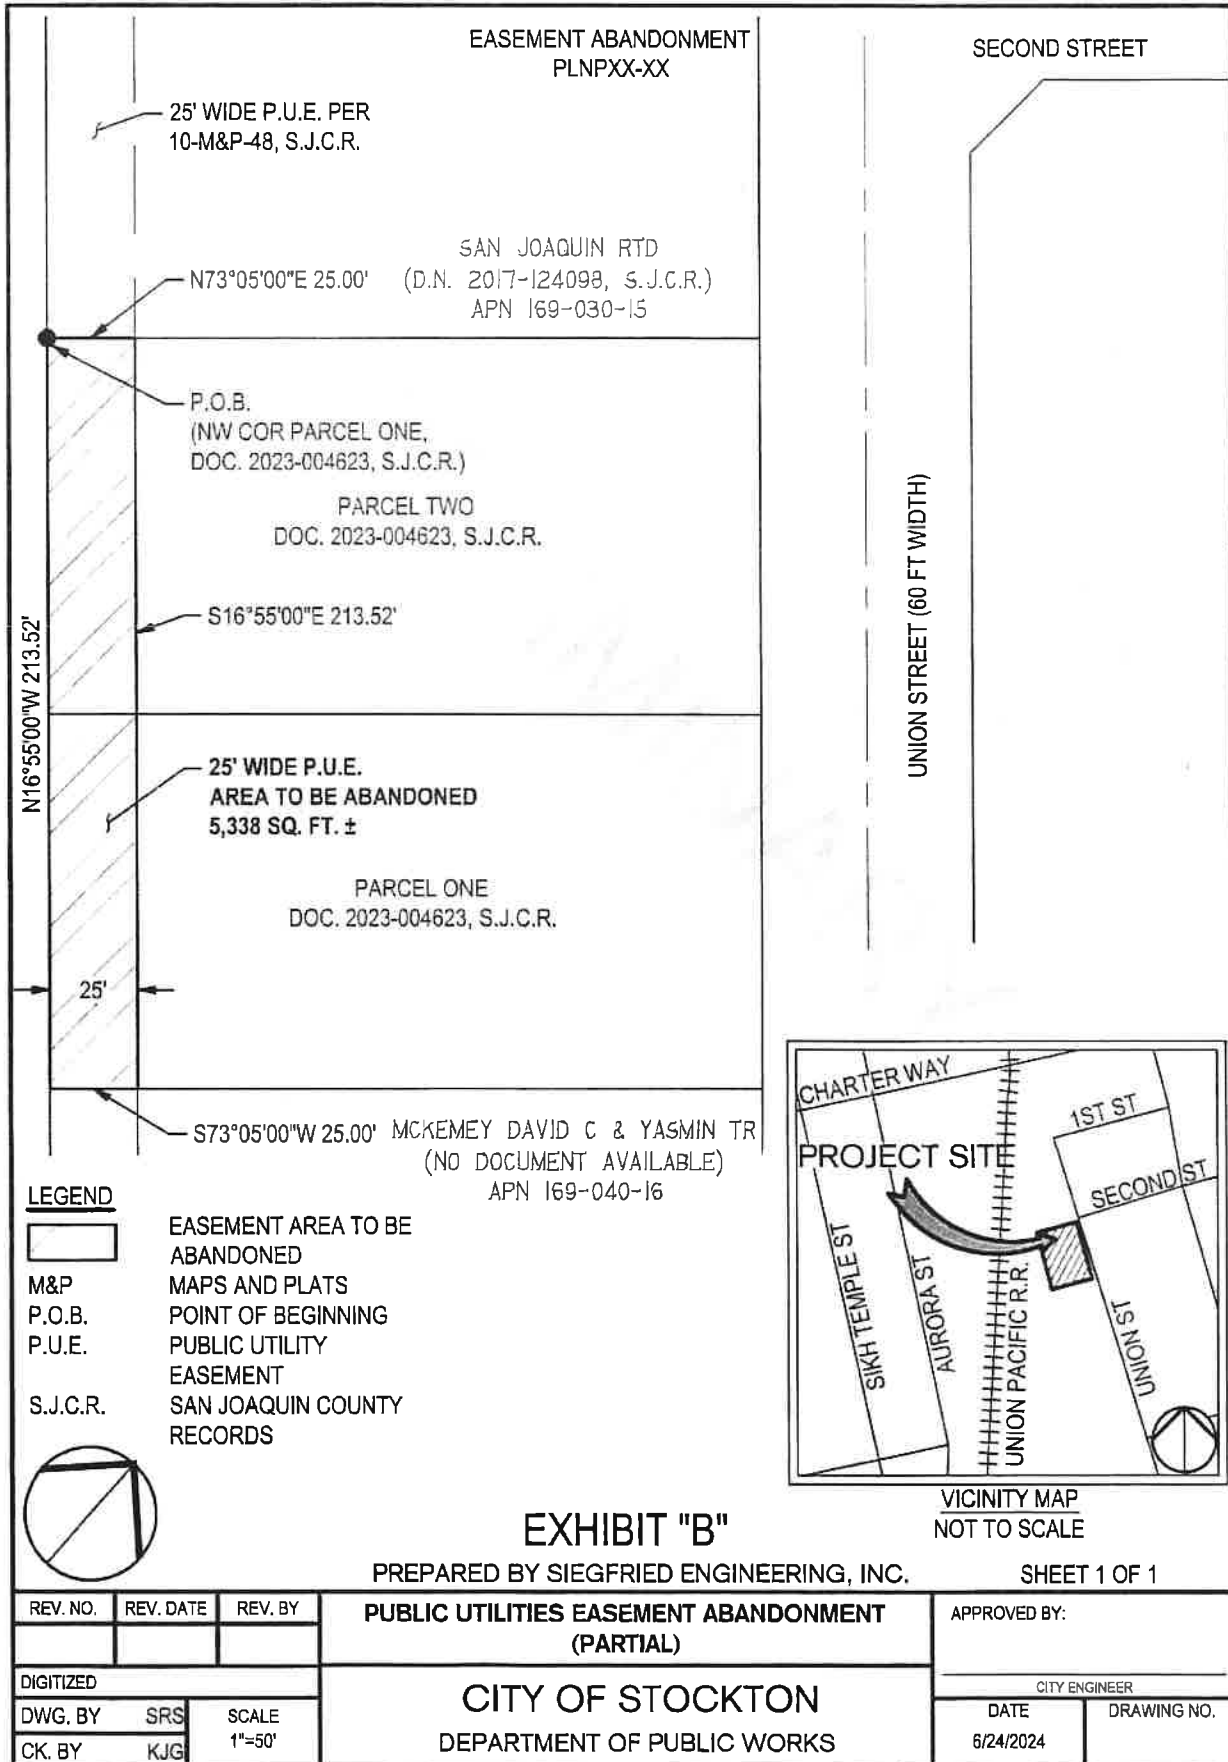 EASEMENT ABANDONMENT
PLNPXX-XX
SECOND STREET
25' WIDE P.U.E. PER
10-M&P-48, S.J.C.R.
SAN JOAQUIN RTD
(D.N. 2017-124098, S.J.C.R.)
APN 169-030-15
N73°05'00"E 25.00'
P.O.B.
(NW COR PARCEL ONE,
DOC. 2023-004623, S.J.C.R.)
PARCEL TWO
DOC. 2023-004623, S.J.C.R.
UNION STREET (60 FT WIDTH)
S16°55'00"E 213.52'
N16°55'00"W 213.52'
25' WIDE P.U.E.
AREA TO BE ABANDONED
5,338 SQ. FT. ±
PARCEL ONE
DOC. 2023-004623, S.J.C.R.
25'
S73°05'00"W 25.00'
MCKEMEY DAVID C & YASMIN TR
(NO DOCUMENT AVAILABLE)
APN 169-040-16
LEGEND
EASEMENT AREA TO BE
ABANDONED
M&P MAPS AND PLATS
P.O.B. POINT OF BEGINNING
P.U.E. PUBLIC UTILITY
EASEMENT
S.J.C.R. SAN JOAQUIN COUNTY
RECORDS
CHARTER WAY
1ST ST
PROJECT SITE
SECOND ST
SIKH TEMPLE ST
AURORA ST
UNION PACIFIC R.R.
UNION ST
VICINITY MAP
NOT TO SCALE
EXHIBIT "B"
PREPARED BY SIEGFRIED ENGINEERING, INC.
SHEET 1 OF 1
REV. NO. REV. DATE REV. BY
PUBLIC UTILITIES EASEMENT ABANDONMENT
(PARTIAL)
APPROVED BY:
CITY ENGINEER
DIGITIZED
DWG. BY SRS
CK. BY KJG
SCALE
1"=50'
CITY OF STOCKTON
DEPARTMENT OF PUBLIC WORKS
DATE
6/24/2024
DRAWING NO.